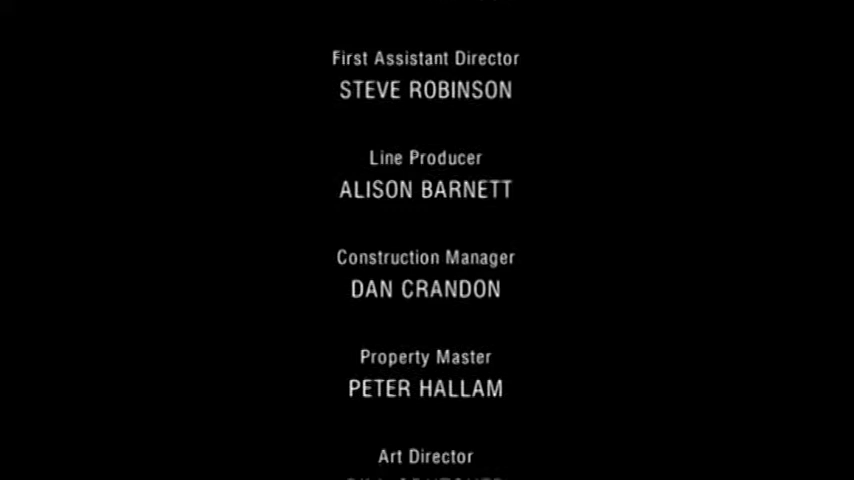 First Assistant Director
STEVE ROBINSON
Line Producer
ALISON BARNETT
Construction Manager
DAN CRANDON
Property Master
PETER HALLAM
Art Director